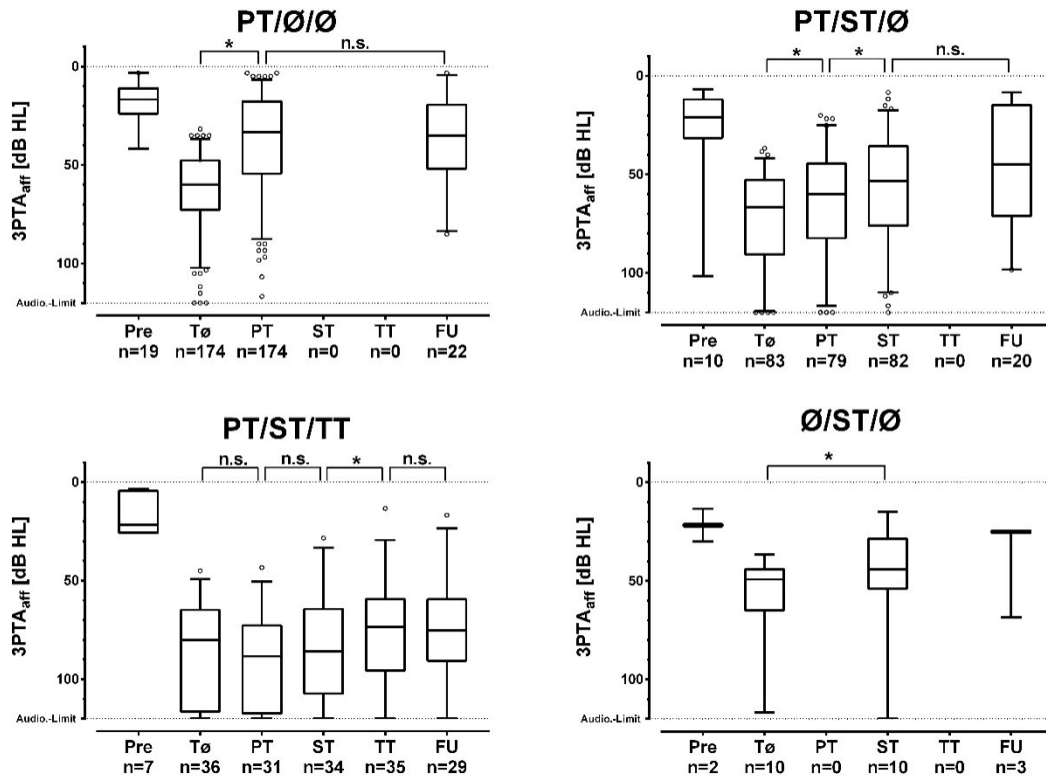 PT/Ø/Ø
* n.s.
0
50
100
Audio.-Limit
3PTAaff [dB HL]
Pre Tø PT ST TT FU
n=19 n=174 n=174 n=0 n=0 n=22
PT/ST/Ø
* * n.s.
0
50
100
Audio.-Limit
3PTAaff [dB HL]
Pre Tø PT ST TT FU
n=10 n=83 n=79 n=82 n=0 n=20
PT/ST/TT
n.s. n.s. * n.s.
0
50
100
Audio.-Limit
3PTAaff [dB HL]
Pre Tø PT ST TT FU
n=7 n=36 n=31 n=34 n=35 n=29
Ø/ST/Ø
*
0
50
100
Audio.-Limit
3PTAaff [dB HL]
Pre Tø PT ST TT FU
n=2 n=10 n=0 n=10 n=0 n=3